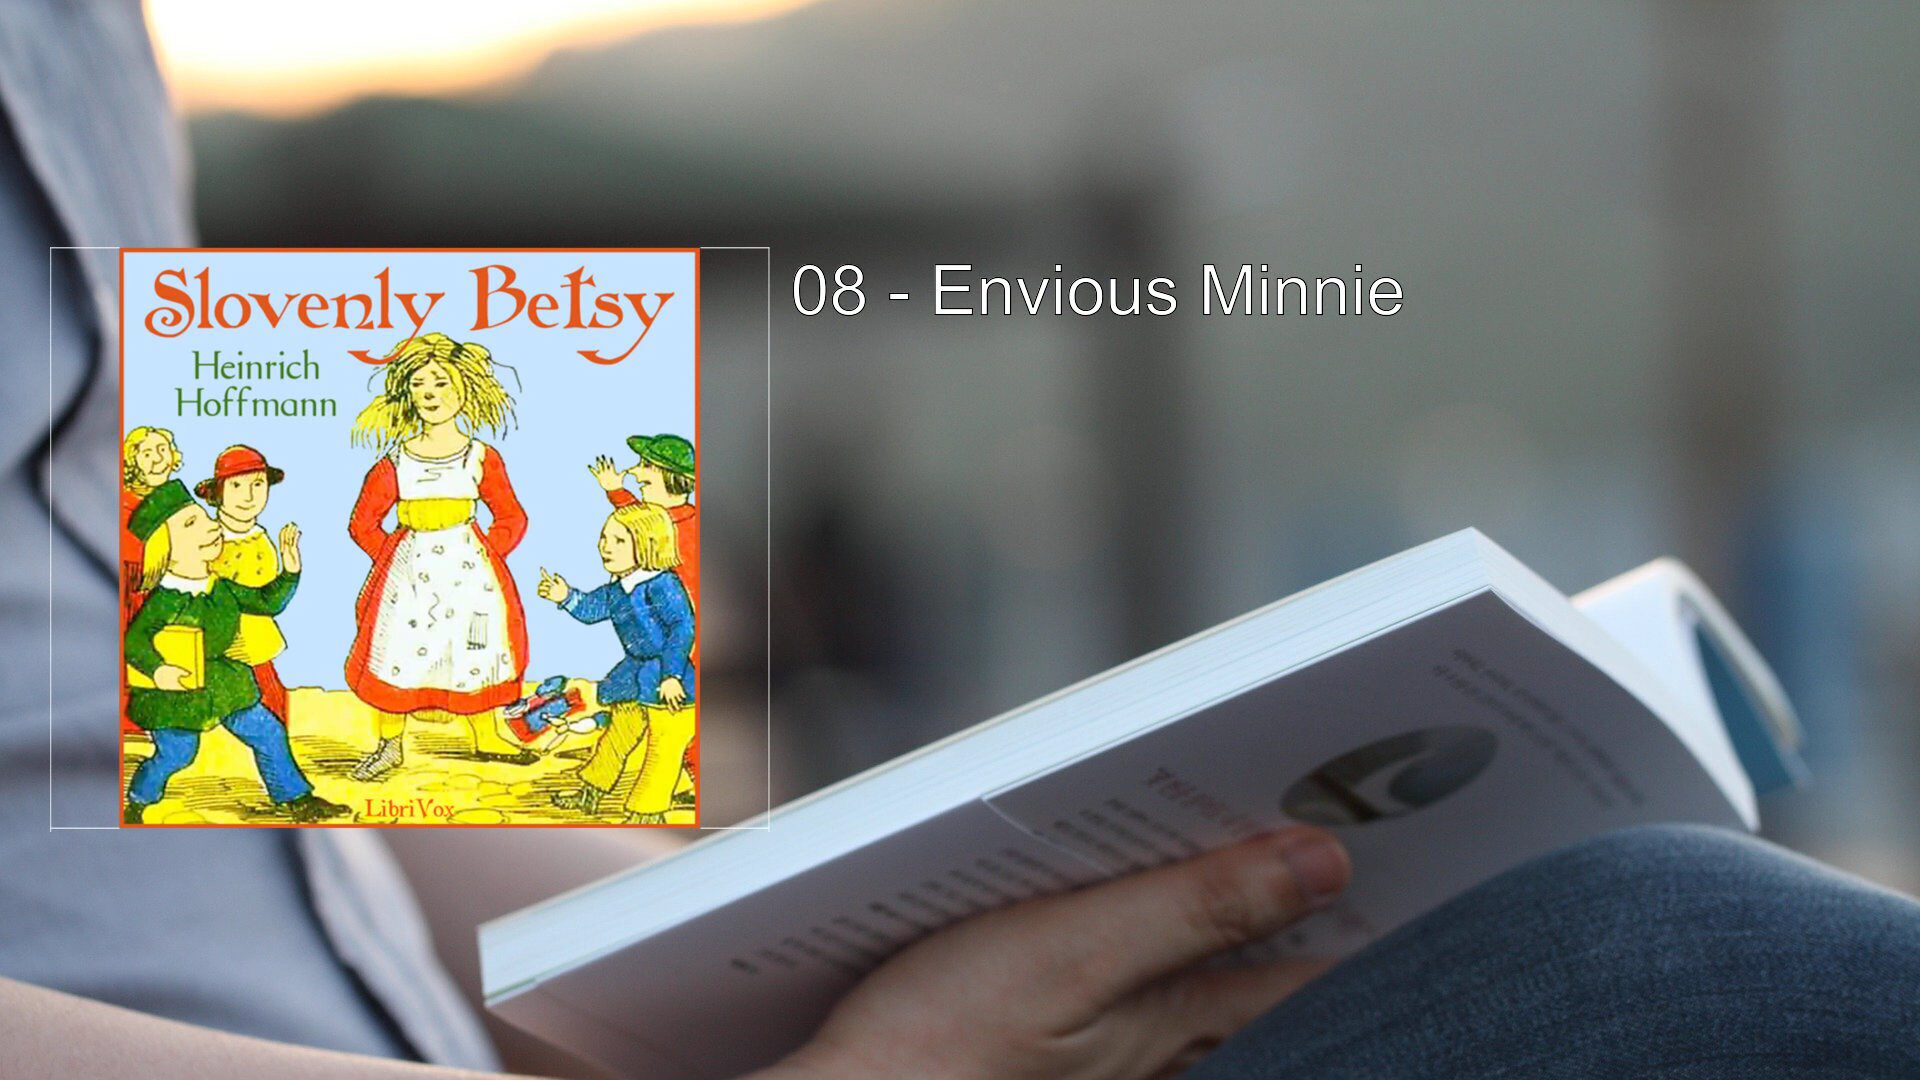 Slovenly Betsy
Heinrich
Hoffmann
LibriVox
08 - Envious Minnie